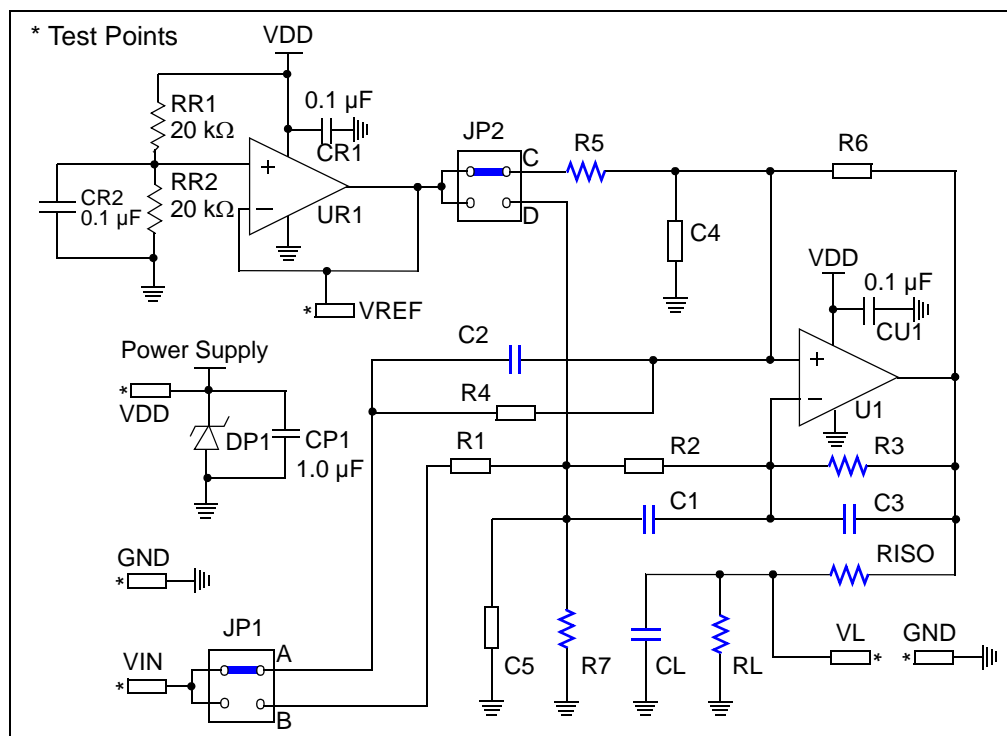 * Test Points
VDD
RR1
20 kΩ
0.1 µF
CR1
JP2
C
R5
R6
+
RR2
20 kΩ
CR2
0.1 µF
−
UR1
D
C4
VDD
0.1 µF
CU1
* VREF
Power Supply
C2
+
* VDD
R4
−
U1
DP1
CP1
1.0 µF
R1
R2
R3
C1
C3
GND
*
RISO
JP1
VIN
*
A
B
C5
R7
CL
RL
VL
*
GND
*